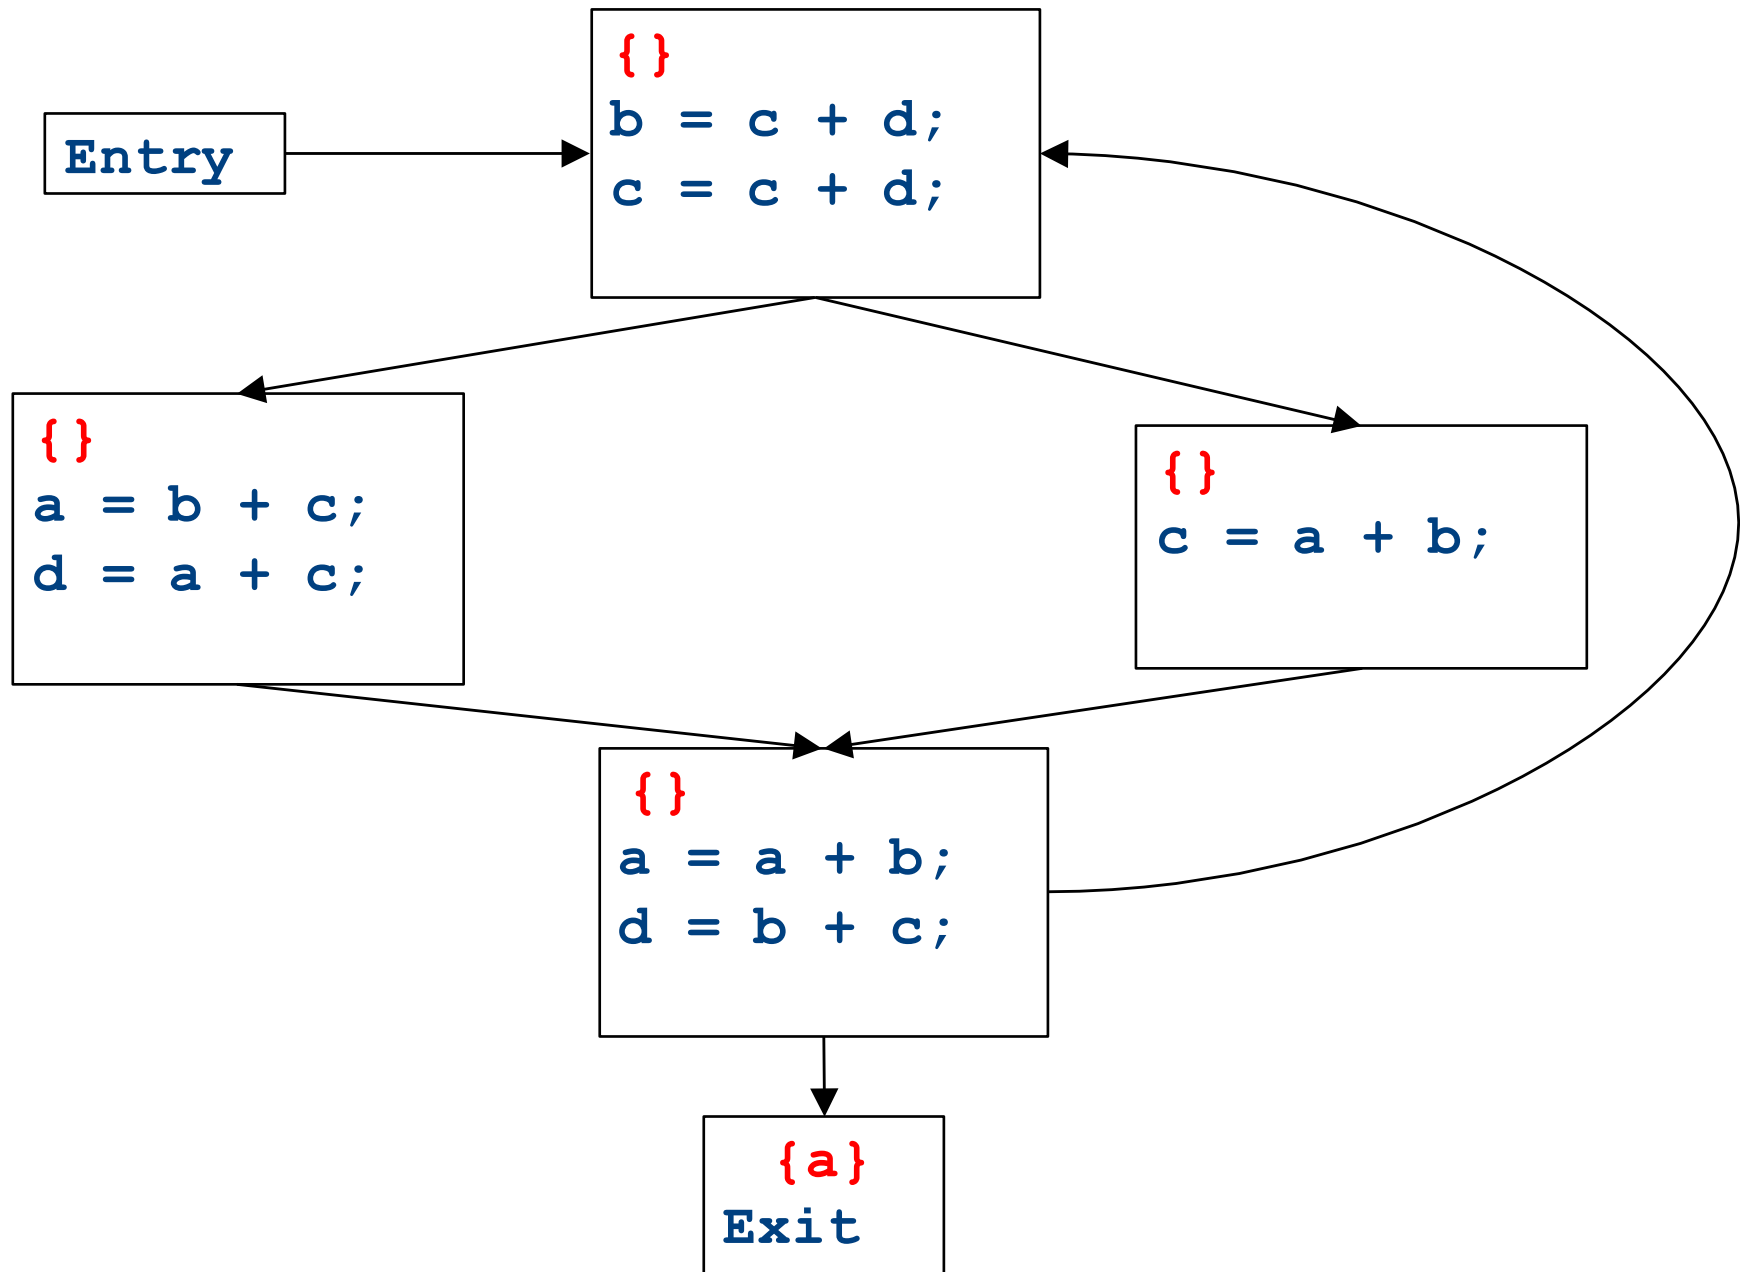 {}
b = c + d;
c = c + d;
Entry
{}
a = b + c;
d = a + c;
{}
c = a + b;
{}
a = a + b;
d = b + c;
{a}
Exit